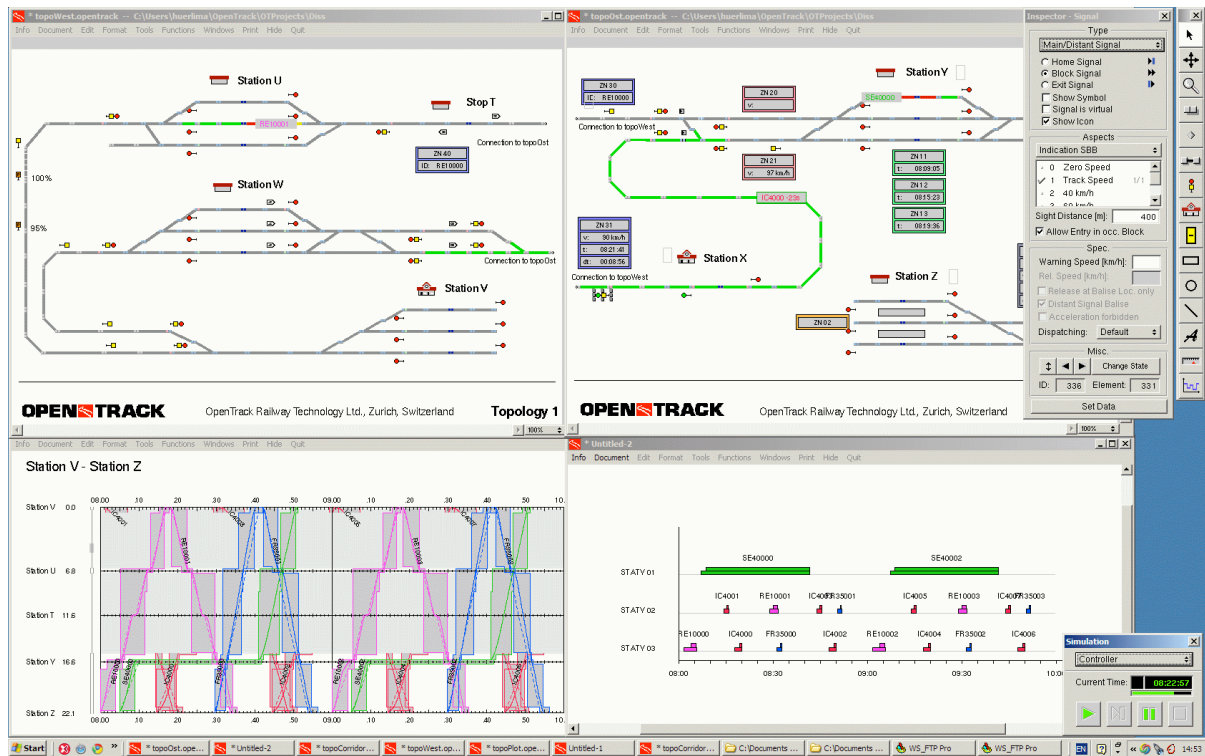 * topoWest.opentrack -- C:\Users\huerlima\OpenTrack\OTProjects\Diss
Info Document Edit Format Tools Functions Windows Print Hide Quit
Station U
Stop T
RE10001
Connection to topoOst
ZN 40
ID: RE10000
100%
Station W
95%
Connection to topoOst
Station V
OPENTRACK
OpenTrack Railway Technology Ltd., Zurich, Switzerland
Topology 1
100%
* topoOst.opentrack -- C:\Users\huerlima\OpenTrack\OTProjects\Diss
Info Document Edit Format Tools Functions Windows Print Hide Quit
Station Y
ZN 30
ID: RE10000
ZN 20
v:
SE40000
Connection to topoWest
ZN 21
v: 97 km/h
ZN 11
t: 08:09:05
ZN 12
t: 08:15:23
ZN 13
t: 08:19:36
IC4000 -23s
ZN 31
v: 90 km/h
t: 08:21:41
dt: 00:08:56
Station X
Connection to topoWest
Station Z
ZN 02
OPENTRACK
OpenTrack Railway Technology Ltd., Zurich, Switzerland
100%
Inspector - Signal
Type
Main/Distant Signal
Home Signal
Block Signal
Exit Signal
Show Symbol
Signal is virtual
Show Icon
Aspects
Indication SBB
0 Zero Speed
1 Track Speed 1/1
2 40 km/h
Sight Distance [m]: 400
Allow Entry in occ. Block
Spec.
Warning Speed [km/h]:
Rel. Speed [km/h]:
Release at Balise Loc. only
Distant Signal Balise
Acceleration forbidden
Dispatching: Default
Misc.
Change State
ID: 336 Element: 331
Set Data
Info Document Edit Format Tools Functions Windows Print Hide Quit
Station V - Station Z
08.00 .10 .20 .30 .40 .50 09.00 .10 .20 .30 .40 .50 10.
Station V 0.0
Station U 6.8
Station T 11.6
Station Y 16.6
Station Z 22.1
* Untitled-2
Info Document Edit Format Tools Functions Windows Print Hide Quit
SE40000 SE40002
STATY 01
IC4001 RE10001 FR35001 IC4005 RE10003 FR35003
STATY 02
RE10000 IC4000 FR35000 IC4002 RE10002 IC4004 FR35002 IC4006
STATY 03
08:00 08:30 09:00 09:30 10:0
Simulation
iController
Current Time: 08:22:57
Start
* topoOst.ope...
* Untitled-2
* topoCorridor...
* topoWest.op...
* topoPlot.ope...
Untitled-1
* topoCorridor...
C:\Documents ...
C:\Documents ...
WS_FTP Pro
WS_FTP Pro
EN
14:53